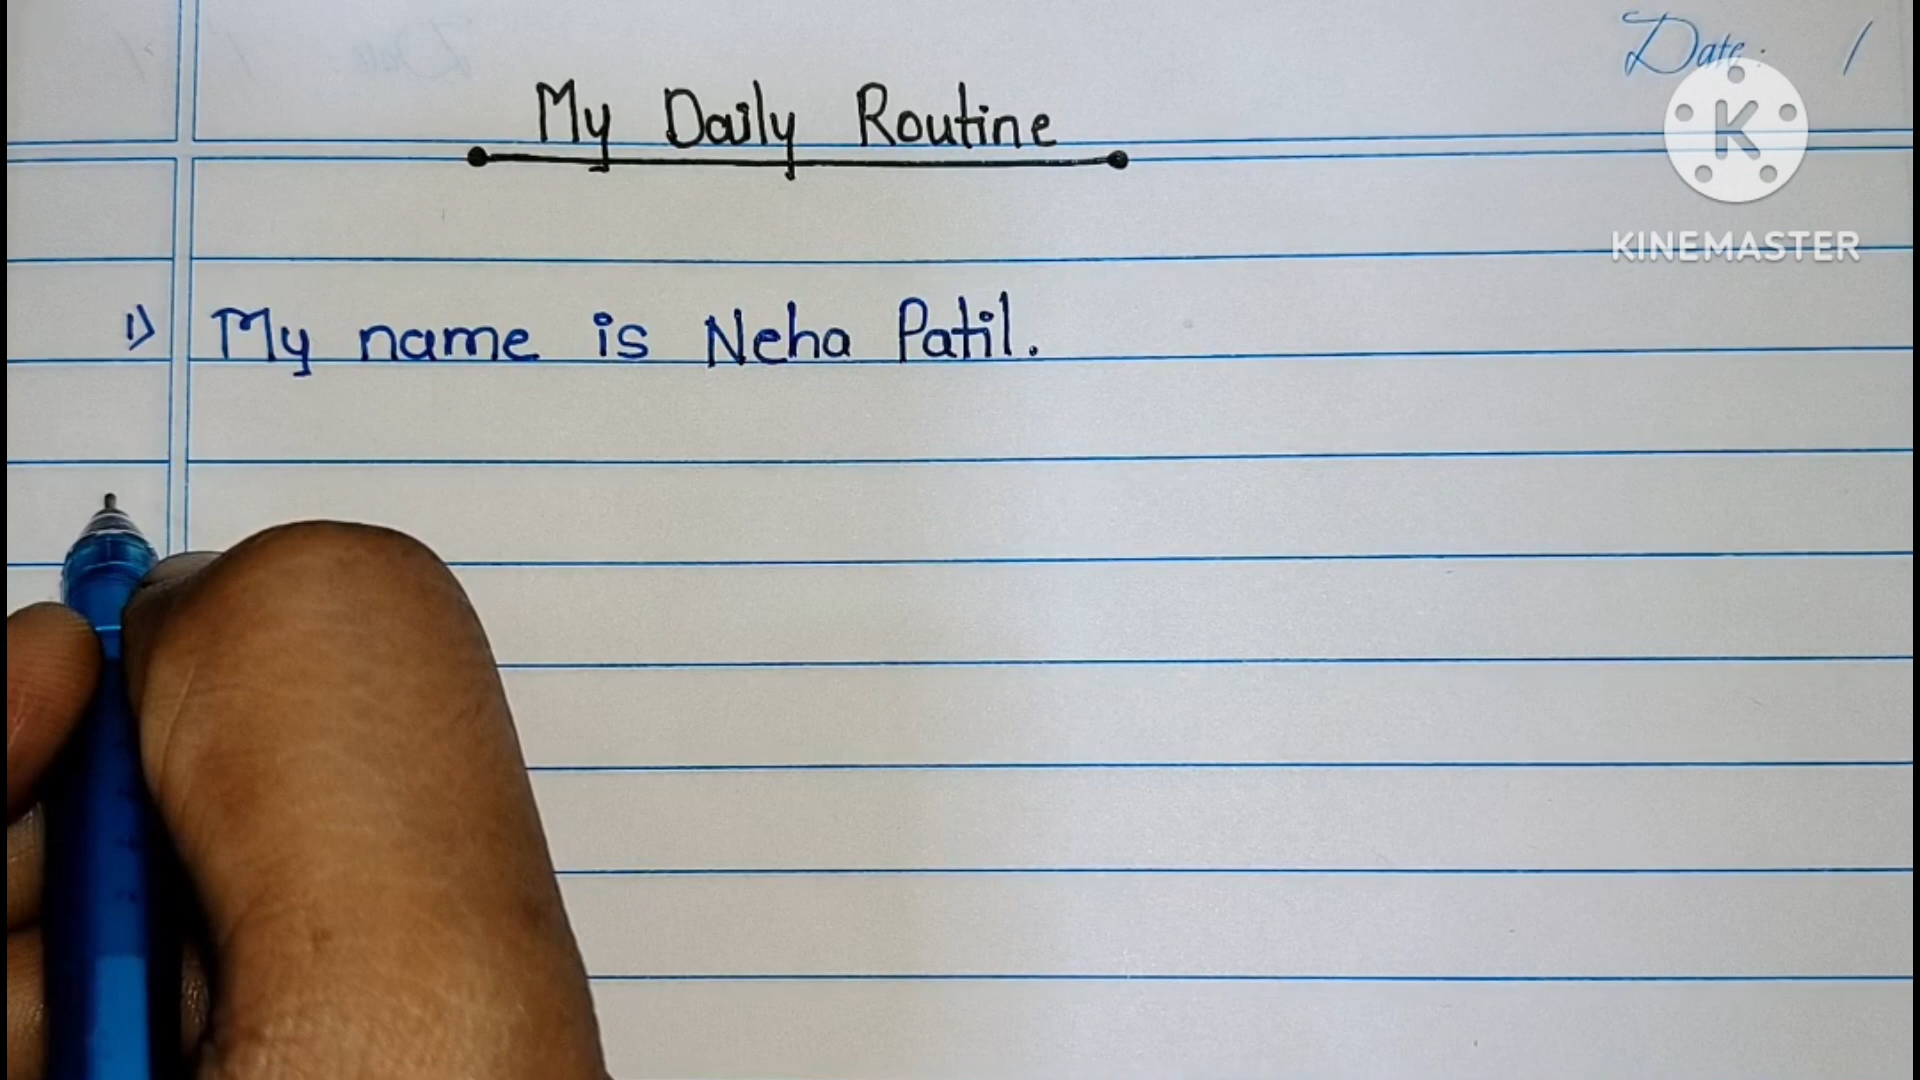 Date: /
My Daily Routine
K
KINEMASTER
1) My name is Neha Patil.